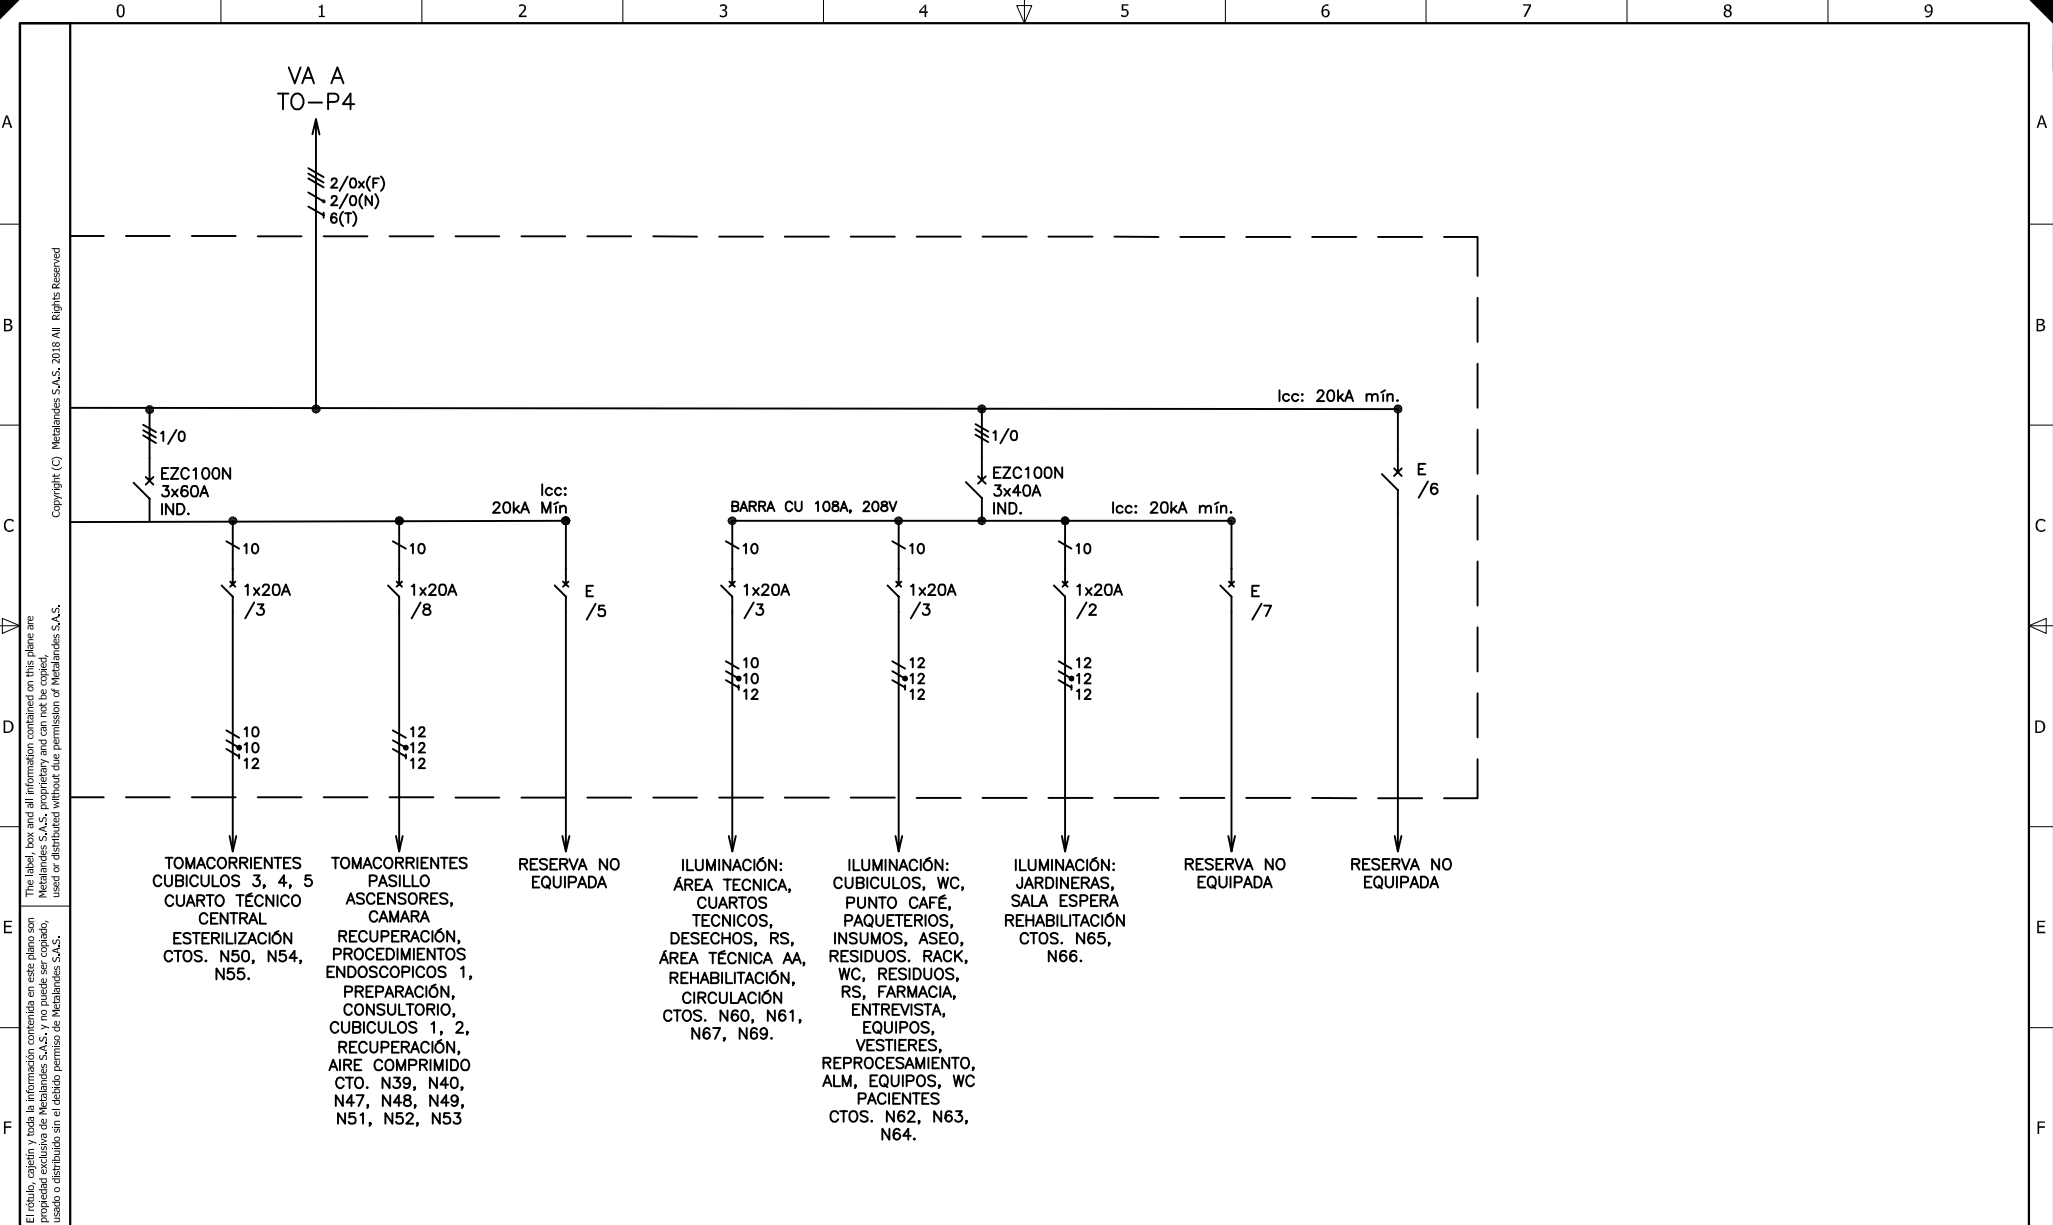 0 1 2 3 4 5 6 7 8 9
A
B
C
D
E
F
A
B
C
D
E
F
Copyright (C) Metalandes S.A.S. 2018 All Rights Reserved
The label, box and all information contained on this plane are
Metalandes S.A.S. proprietary and can not be copied,
used or distributed without due permission of Metalandes S.A.S.
El rótulo, cajetín y toda la información contenida en este plano son
propiedad exclusiva de Metalandes S.A.S. y no puede ser copiado,
usado o distribuido sin el debido permiso de Metalandes S.A.S.
VA A
TO-P4
2/0x(F)
2/0(N)
6(T)
Icc: 20kA mín.
1/0
EZC100N
3x60A
IND.
1/0
EZC100N
3x40A
IND.
E
/6
Icc:
20kA Mín
BARRA CU 108A, 208V
Icc: 20kA mín.
10
1x20A
/3
10
10
12
10
1x20A
/8
12
12
12
E
/5
10
1x20A
/3
10
10
12
10
1x20A
/3
12
12
12
10
1x20A
/2
12
12
12
E
/7
TOMACORRIENTES
CUBICULOS 3, 4, 5
CUARTO TÉCNICO
CENTRAL
ESTERILIZACIÓN
CTOS. N50, N54,
N55.
TOMACORRIENTES
PASILLO
ASCENSORES,
CAMARA
RECUPERACIÓN,
PROCEDIMIENTOS
ENDOSCOPICOS 1,
PREPARACIÓN,
CONSULTORIO,
CUBICULOS 1, 2,
RECUPERACIÓN,
AIRE COMPRIMIDO
CTO. N39, N40,
N47, N48, N49,
N51, N52, N53
RESERVA NO
EQUIPADA
ILUMINACIÓN:
ÁREA TECNICA,
CUARTOS
TECNICOS,
DESECHOS, RS,
ÁREA TÉCNICA AA,
REHABILITACIÓN,
CIRCULACIÓN
CTOS. N60, N61,
N67, N69.
ILUMINACIÓN:
CUBICULOS, WC,
PUNTO CAFÉ,
PAQUETERIOS,
INSUMOS, ASEO,
RESIDUOS. RACK,
WC, RESIDUOS,
RS, FARMACIA,
ENTREVISTA,
EQUIPOS,
VESTIERES,
REPROCESAMIENTO,
ALM, EQUIPOS, WC
PACIENTES
CTOS. N62, N63,
N64.
ILUMINACIÓN:
JARDINERAS,
SALA ESPERA
REHABILITACIÓN
CTOS. N65,
N66.
RESERVA NO
EQUIPADA
RESERVA NO
EQUIPADA